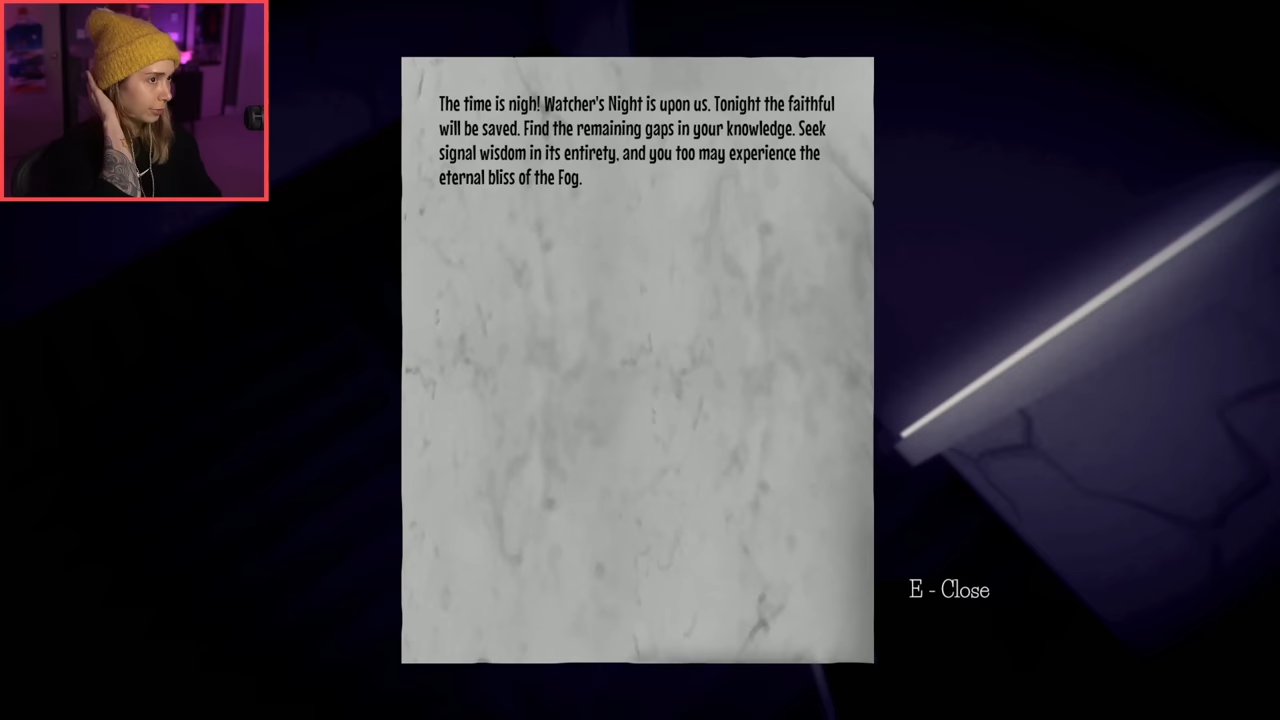 The time is nigh! Watcher's Night is upon us. Tonight the faithful
will be saved. Find the remaining gaps in your knowledge. Seek
signal wisdom in its entirety, and you too may experience the
eternal bliss of the Fog.
E - Close